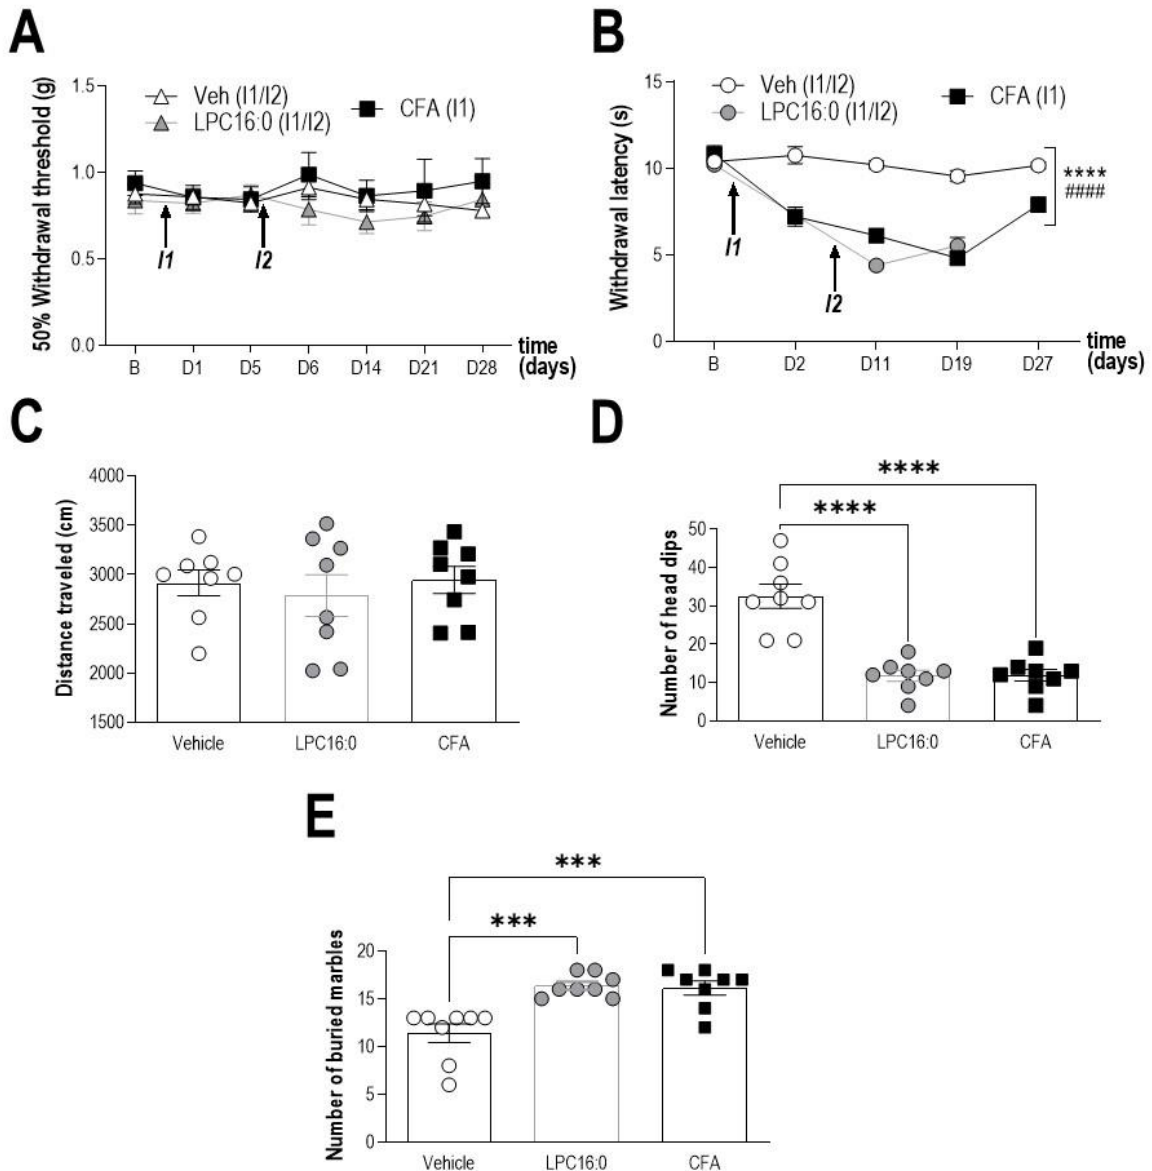 A
50% Withdrawal threshold (g)
1.5
1.0
0.5
0.0
Veh (I1/I2)
LPC16:0 (I1/I2)
CFA (I1)
I1
I2
B D1 D5 D6 D14 D21 D28
time
(days)
B
Withdrawal latency (s)
15
10
5
0
Veh (I1/I2)
LPC16:0 (I1/I2)
CFA (I1)
****
####
I1
I2
B D2 D11 D19 D27
time
(days)
C
Distance traveled (cm)
4000
3500
3000
2500
2000
1500
Vehicle LPC16:0 CFA
D
****
****
Number of head dips
50
40
30
20
10
0
Vehicle LPC16:0 CFA
E
***
***
Number of buried marbles
20
15
10
5
0
Vehicle LPC16:0 CFA